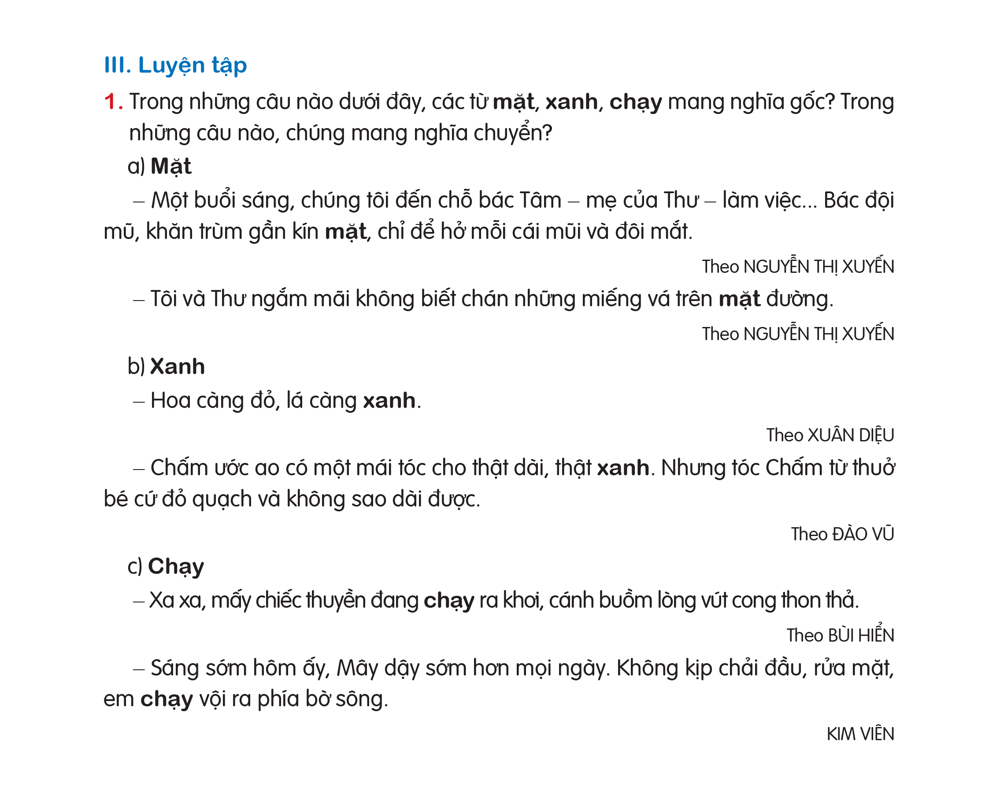 III. Luyện tập
1. Trong những câu nào dưới đây, các từ mặt, xanh, chạy mang nghĩa gốc? Trong
những câu nào, chúng mang nghĩa chuyển?
a) Mặt
– Một buổi sáng, chúng tôi đến chỗ bác Tâm – mẹ của Thư – làm việc... Bác đội
mũ, khăn trùm gần kín mặt, chỉ để hở mỗi cái mũi và đôi mắt.
Theo NGUYỄN THỊ XUYẾN
– Tôi và Thư ngắm mãi không biết chán những miếng vá trên mặt đường.
Theo NGUYỄN THỊ XUYẾN
b) Xanh
– Hoa càng đỏ, lá càng xanh.
Theo XUÂN DIỆU
– Chấm ước ao có một mái tóc cho thật dài, thật xanh. Nhưng tóc Chấm từ thuở
bé cứ đỏ quạch và không sao dài được.
Theo ĐÀO VŨ
c) Chạy
– Xa xa, mấy chiếc thuyền đang chạy ra khơi, cánh buồm lòng vút cong thon thả.
Theo BÙI HIỂN
– Sáng sớm hôm ấy, Mây dậy sớm hơn mọi ngày. Không kịp chải đầu, rửa mặt,
em chạy vội ra phía bờ sông.
KIM VIÊN